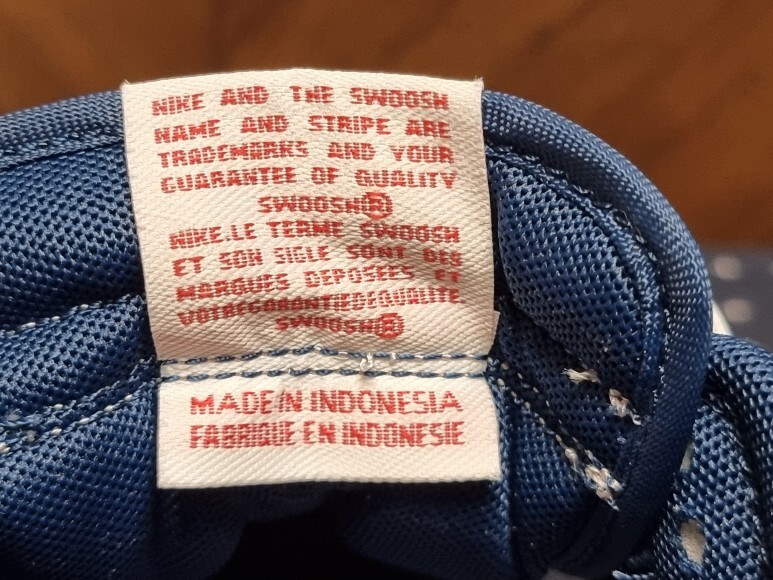 NIKE AND THE SWOOSH
NAME AND STRIPE ARE
TRADEMARKS AND YOUR
GUARANTEE OF QUALITY
SWOOSH®
NIKE.LE TERME SWOOSH
ET SON SIGLE SONT DES
MARQUES DEPOSEES ET
VOTREGARANTIEDEQUALITE
SWOOSH®
MADE IN INDONESIA
FABRIQUE EN INDONESIE